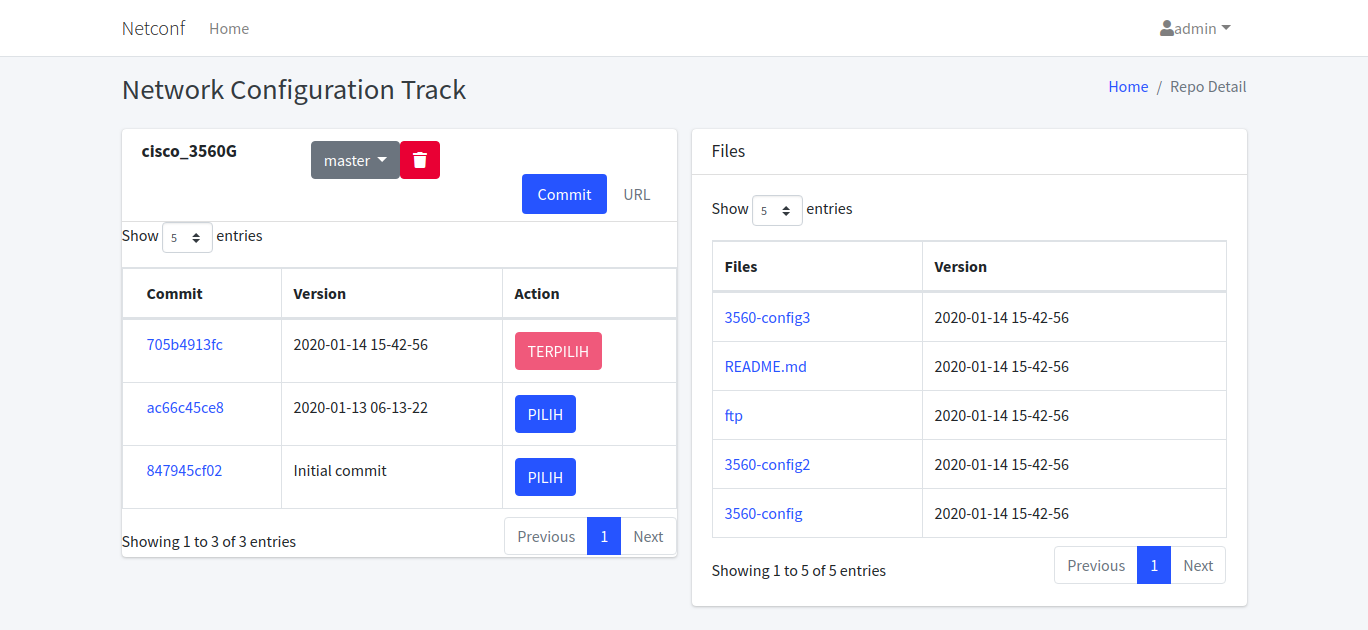 Netconf Home admin
Network Configuration Track
Home / Repo Detail
cisco_3560G master
Commit URL
Show 5 entries
Commit Version Action
705b4913fc 2020-01-14 15-42-56 TERPILIH
ac66c45ce8 2020-01-13 06-13-22 PILIH
847945cf02 Initial commit PILIH
Showing 1 to 3 of 3 entries Previous 1 Next
Files
Show 5 entries
Files Version
3560-config3 2020-01-14 15-42-56
README.md 2020-01-14 15-42-56
ftp 2020-01-14 15-42-56
3560-config2 2020-01-14 15-42-56
3560-config 2020-01-14 15-42-56
Showing 1 to 5 of 5 entries Previous 1 Next